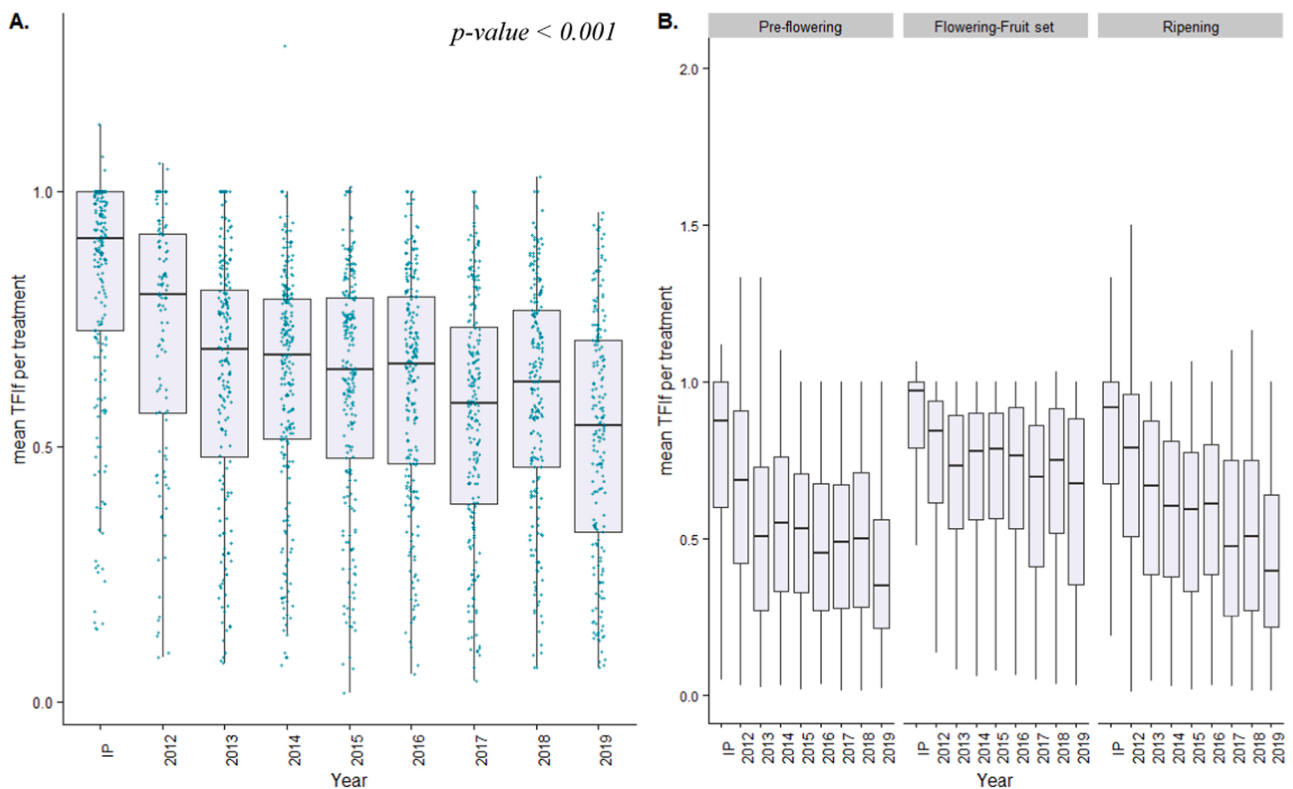 A.
p-value < 0.001
mean TFIf per treatment
1.0
0.5
0.0
IP 2012 2013 2014 2015 2016 2017 2018 2019
Year
B.
Pre-flowering Flowering-Fruit set Ripening
mean TFIf per treatment
2.0
1.5
1.0
0.5
0.0
IP 2012 2013 2014 2015 2016 2017 2018 2019 IP 2012 2013 2014 2015 2016 2017 2018 2019 IP 2012 2013 2014 2015 2016 2017 2018 2019
Year